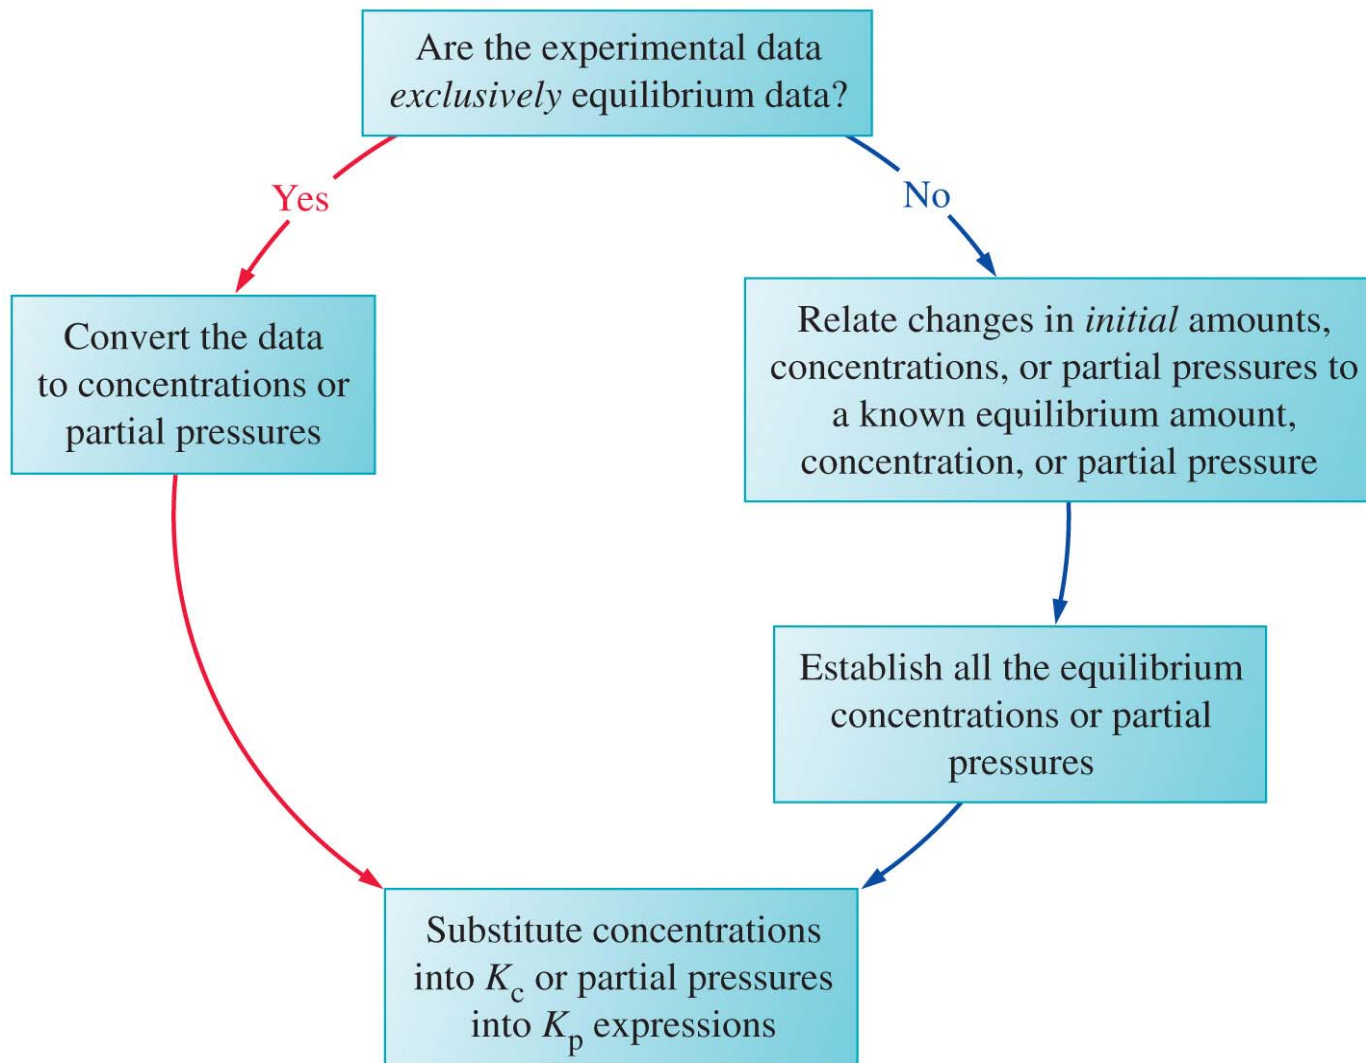 Are the experimental data
exclusively equilibrium data?
Yes
No
Convert the data
to concentrations or
partial pressures
Relate changes in initial amounts,
concentrations, or partial pressures to
a known equilibrium amount,
concentration, or partial pressure
Establish all the equilibrium
concentrations or partial
pressures
Substitute concentrations
into Kc or partial pressures
into Kp expressions